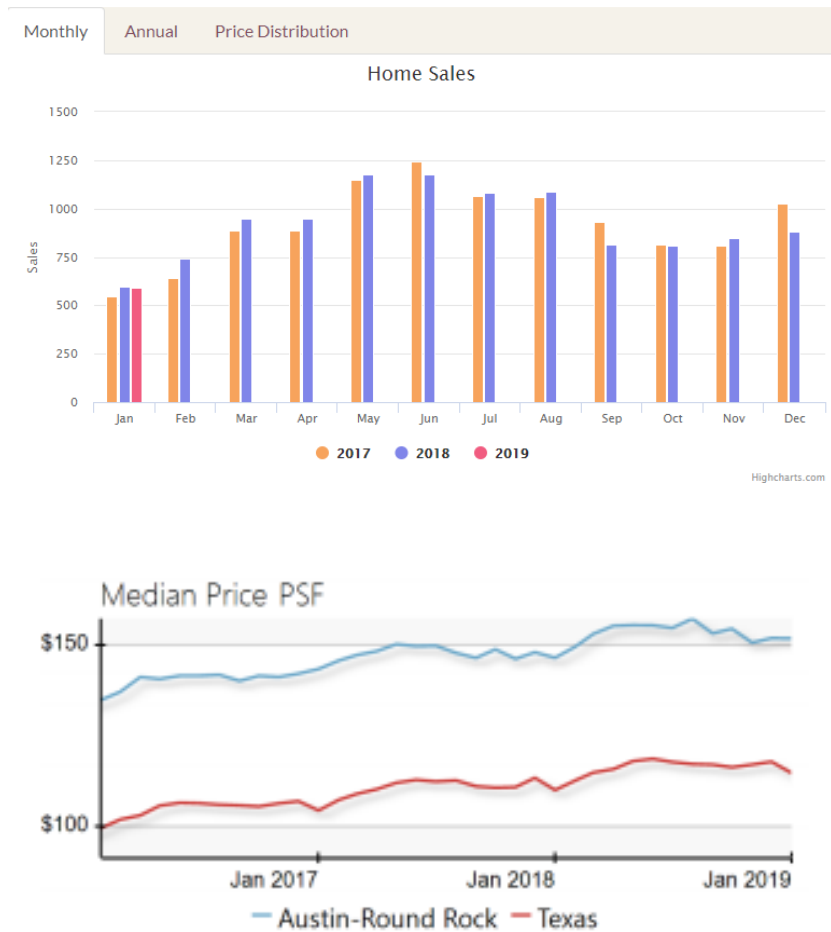 Monthly Annual Price Distribution
Home Sales
1500
1250
1000
750
500
250
0
Sales
Jan Feb Mar Apr May Jun Jul Aug Sep Oct Nov Dec
2017 2018 2019
Highcharts.com
Median Price PSF
$150
$100
Jan 2017 Jan 2018 Jan 2019
Austin-Round Rock Texas